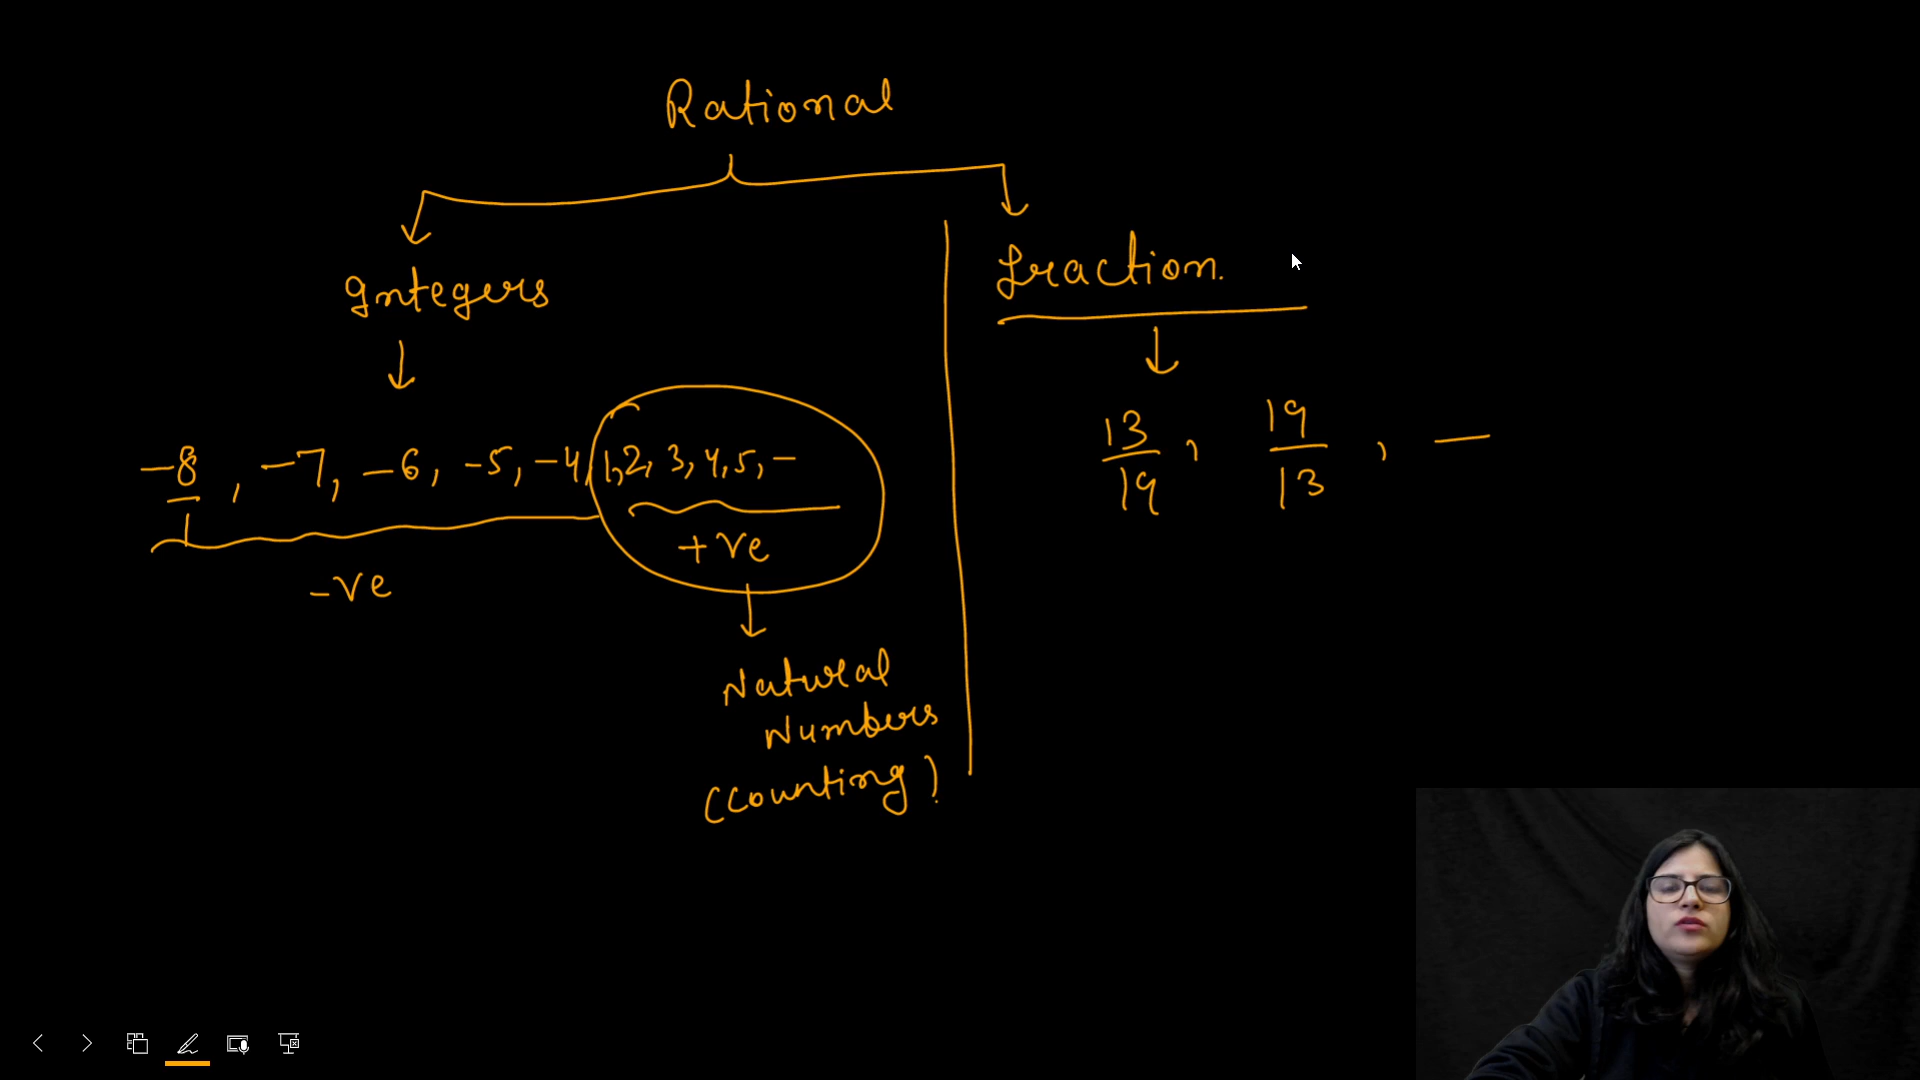 Rational
Integers
fraction.
-8, -7, -6, -5, -4, 1, 2, 3, 4, 5, -
13/19, 19/13, —
+ve
-ve
Natural
Numbers
(Counting)